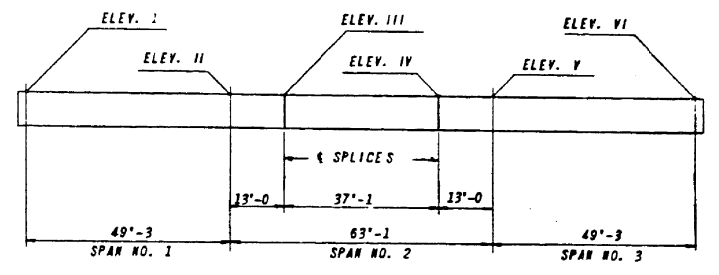 ELEV. I
ELEV. III
ELEV. VI
ELEV. II
ELEV. IV
ELEV. V
℄ SPLICES
13'-0
37'-1
13'-0
49'-3
63'-1
49'-3
SPAN NO. 1
SPAN NO. 2
SPAN NO. 3